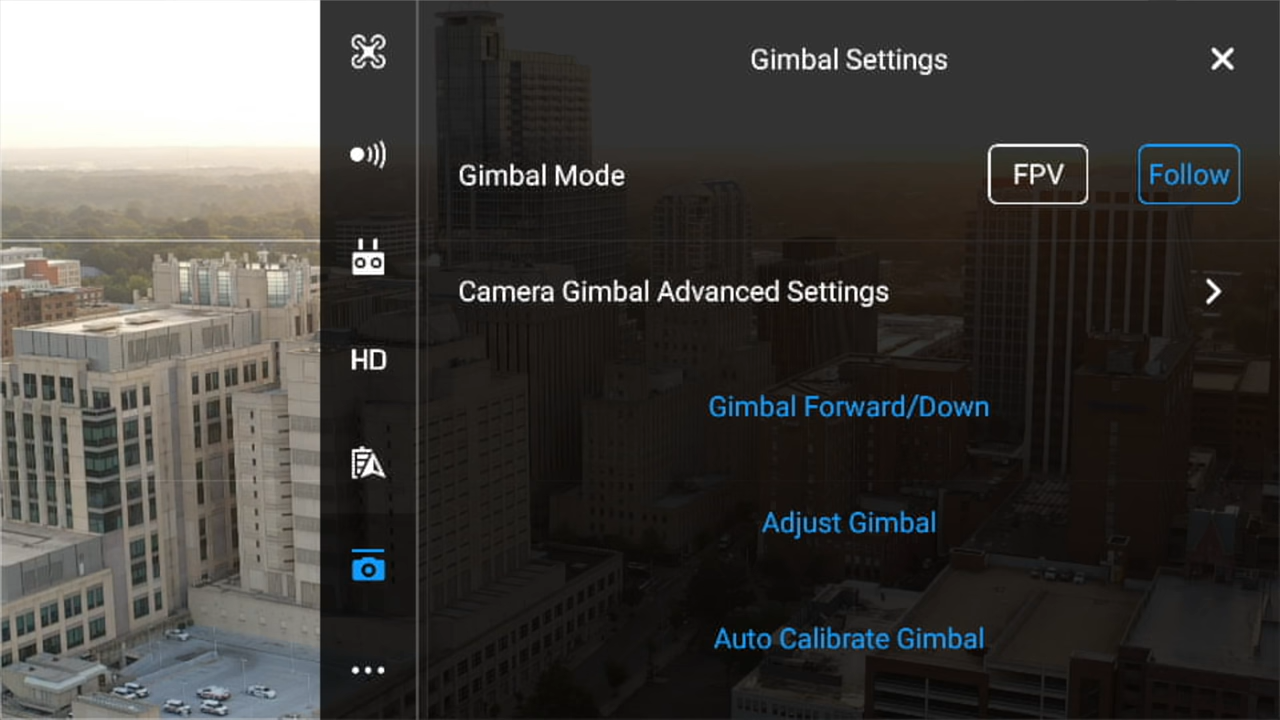 Gimbal Settings
Gimbal Mode
FPV
Follow
Camera Gimbal Advanced Settings
HD
Gimbal Forward/Down
Adjust Gimbal
Auto Calibrate Gimbal